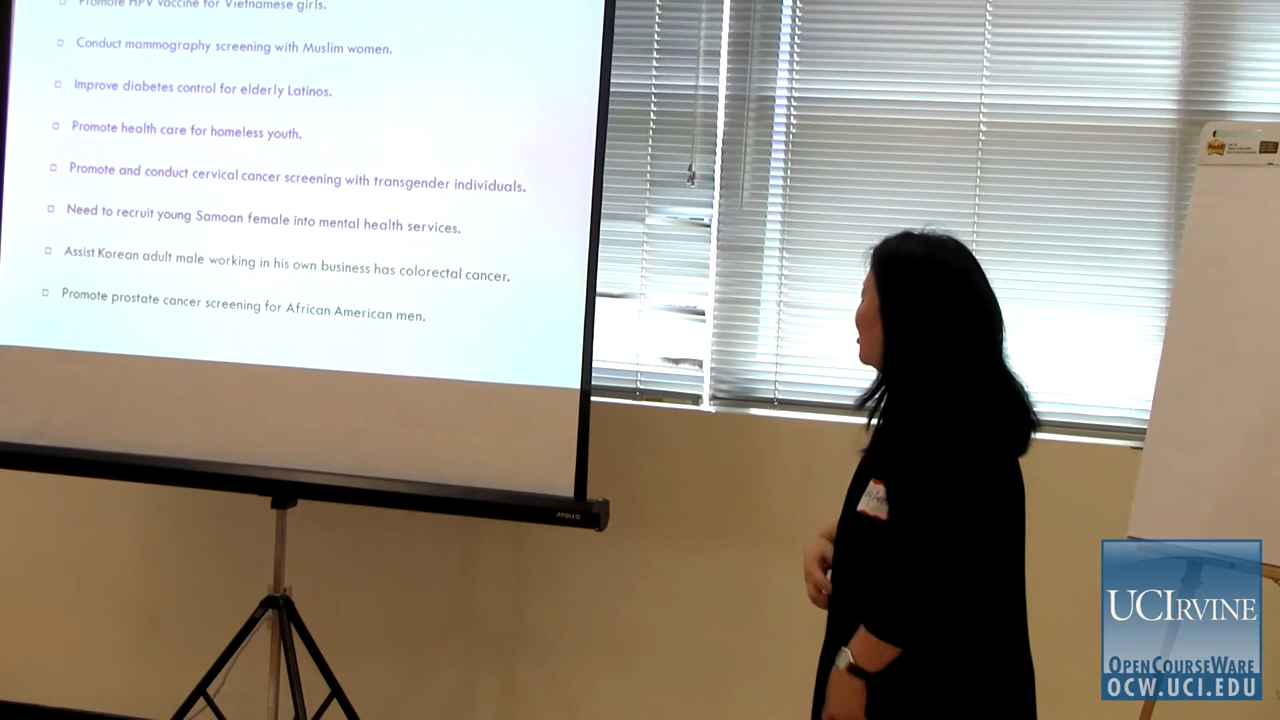 Promote HPV vaccine for Vietnamese girls.
Conduct mammography screening with Muslim women.
Improve diabetes control for elderly Latinos.
Promote health care for homeless youth.
Promote and conduct cervical cancer screening with transgender individuals.
Need to recruit young Samoan female into mental health services.
Assist Korean adult male working in his own business has colorectal cancer.
Promote prostate cancer screening for African American men.
APOLLO
Post-it
UCIRVINE
OPENCOURSEWARE
OCW.UCI.EDU